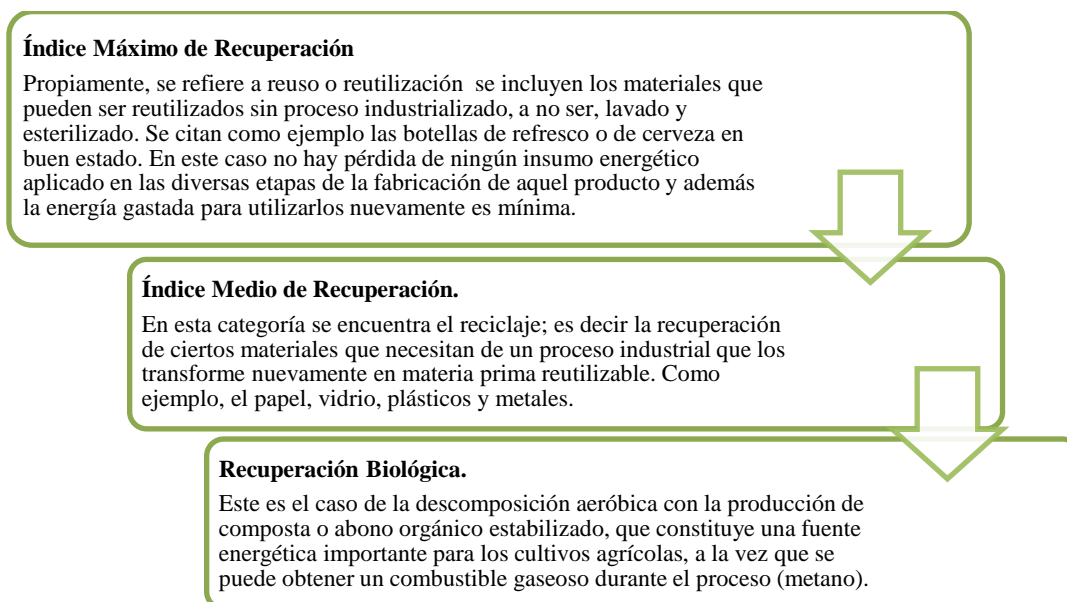 Índice Máximo de Recuperación
Propiamente, se refiere a reuso o reutilización se incluyen los materiales que
pueden ser reutilizados sin proceso industrializado, a no ser, lavado y
esterilizado. Se citan como ejemplo las botellas de refresco o de cerveza en
buen estado. En este caso no hay pérdida de ningún insumo energético
aplicado en las diversas etapas de la fabricación de aquel producto y además
la energía gastada para utilizarlos nuevamente es mínima.
Índice Medio de Recuperación.
En esta categoría se encuentra el reciclaje; es decir la recuperación
de ciertos materiales que necesitan de un proceso industrial que los
transforme nuevamente en materia prima reutilizable. Como
ejemplo, el papel, vidrio, plásticos y metales.
Recuperación Biológica.
Este es el caso de la descomposición aeróbica con la producción de
composta o abono orgánico estabilizado, que constituye una fuente
energética importante para los cultivos agrícolas, a la vez que se
puede obtener un combustible gaseoso durante el proceso (metano).